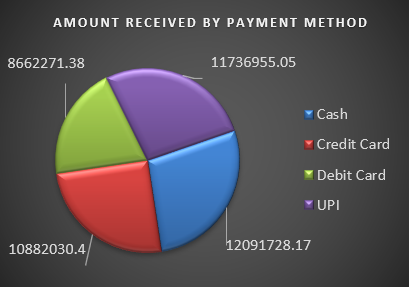 AMOUNT RECEIVED BY PAYMENT METHOD
8662271.38
11736955.05
Cash
Credit Card
Debit Card
UPI
10882030.4
12091728.17